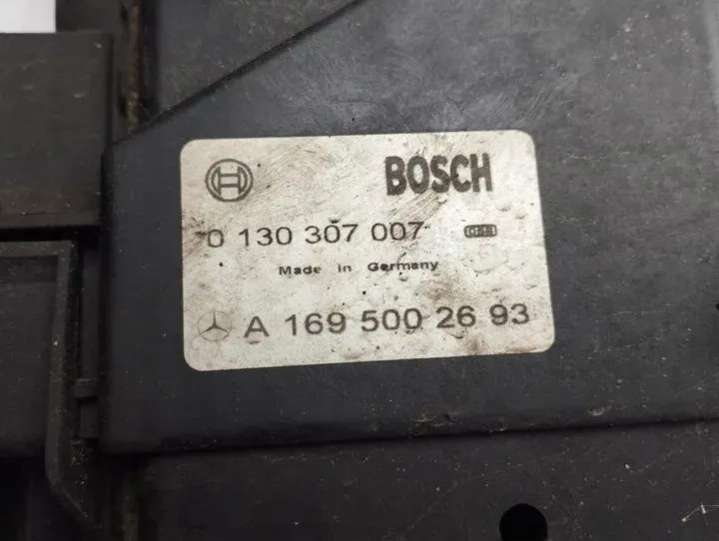 BOSCH
0 130 307 007
Made in Germany
A 169 500 26 93